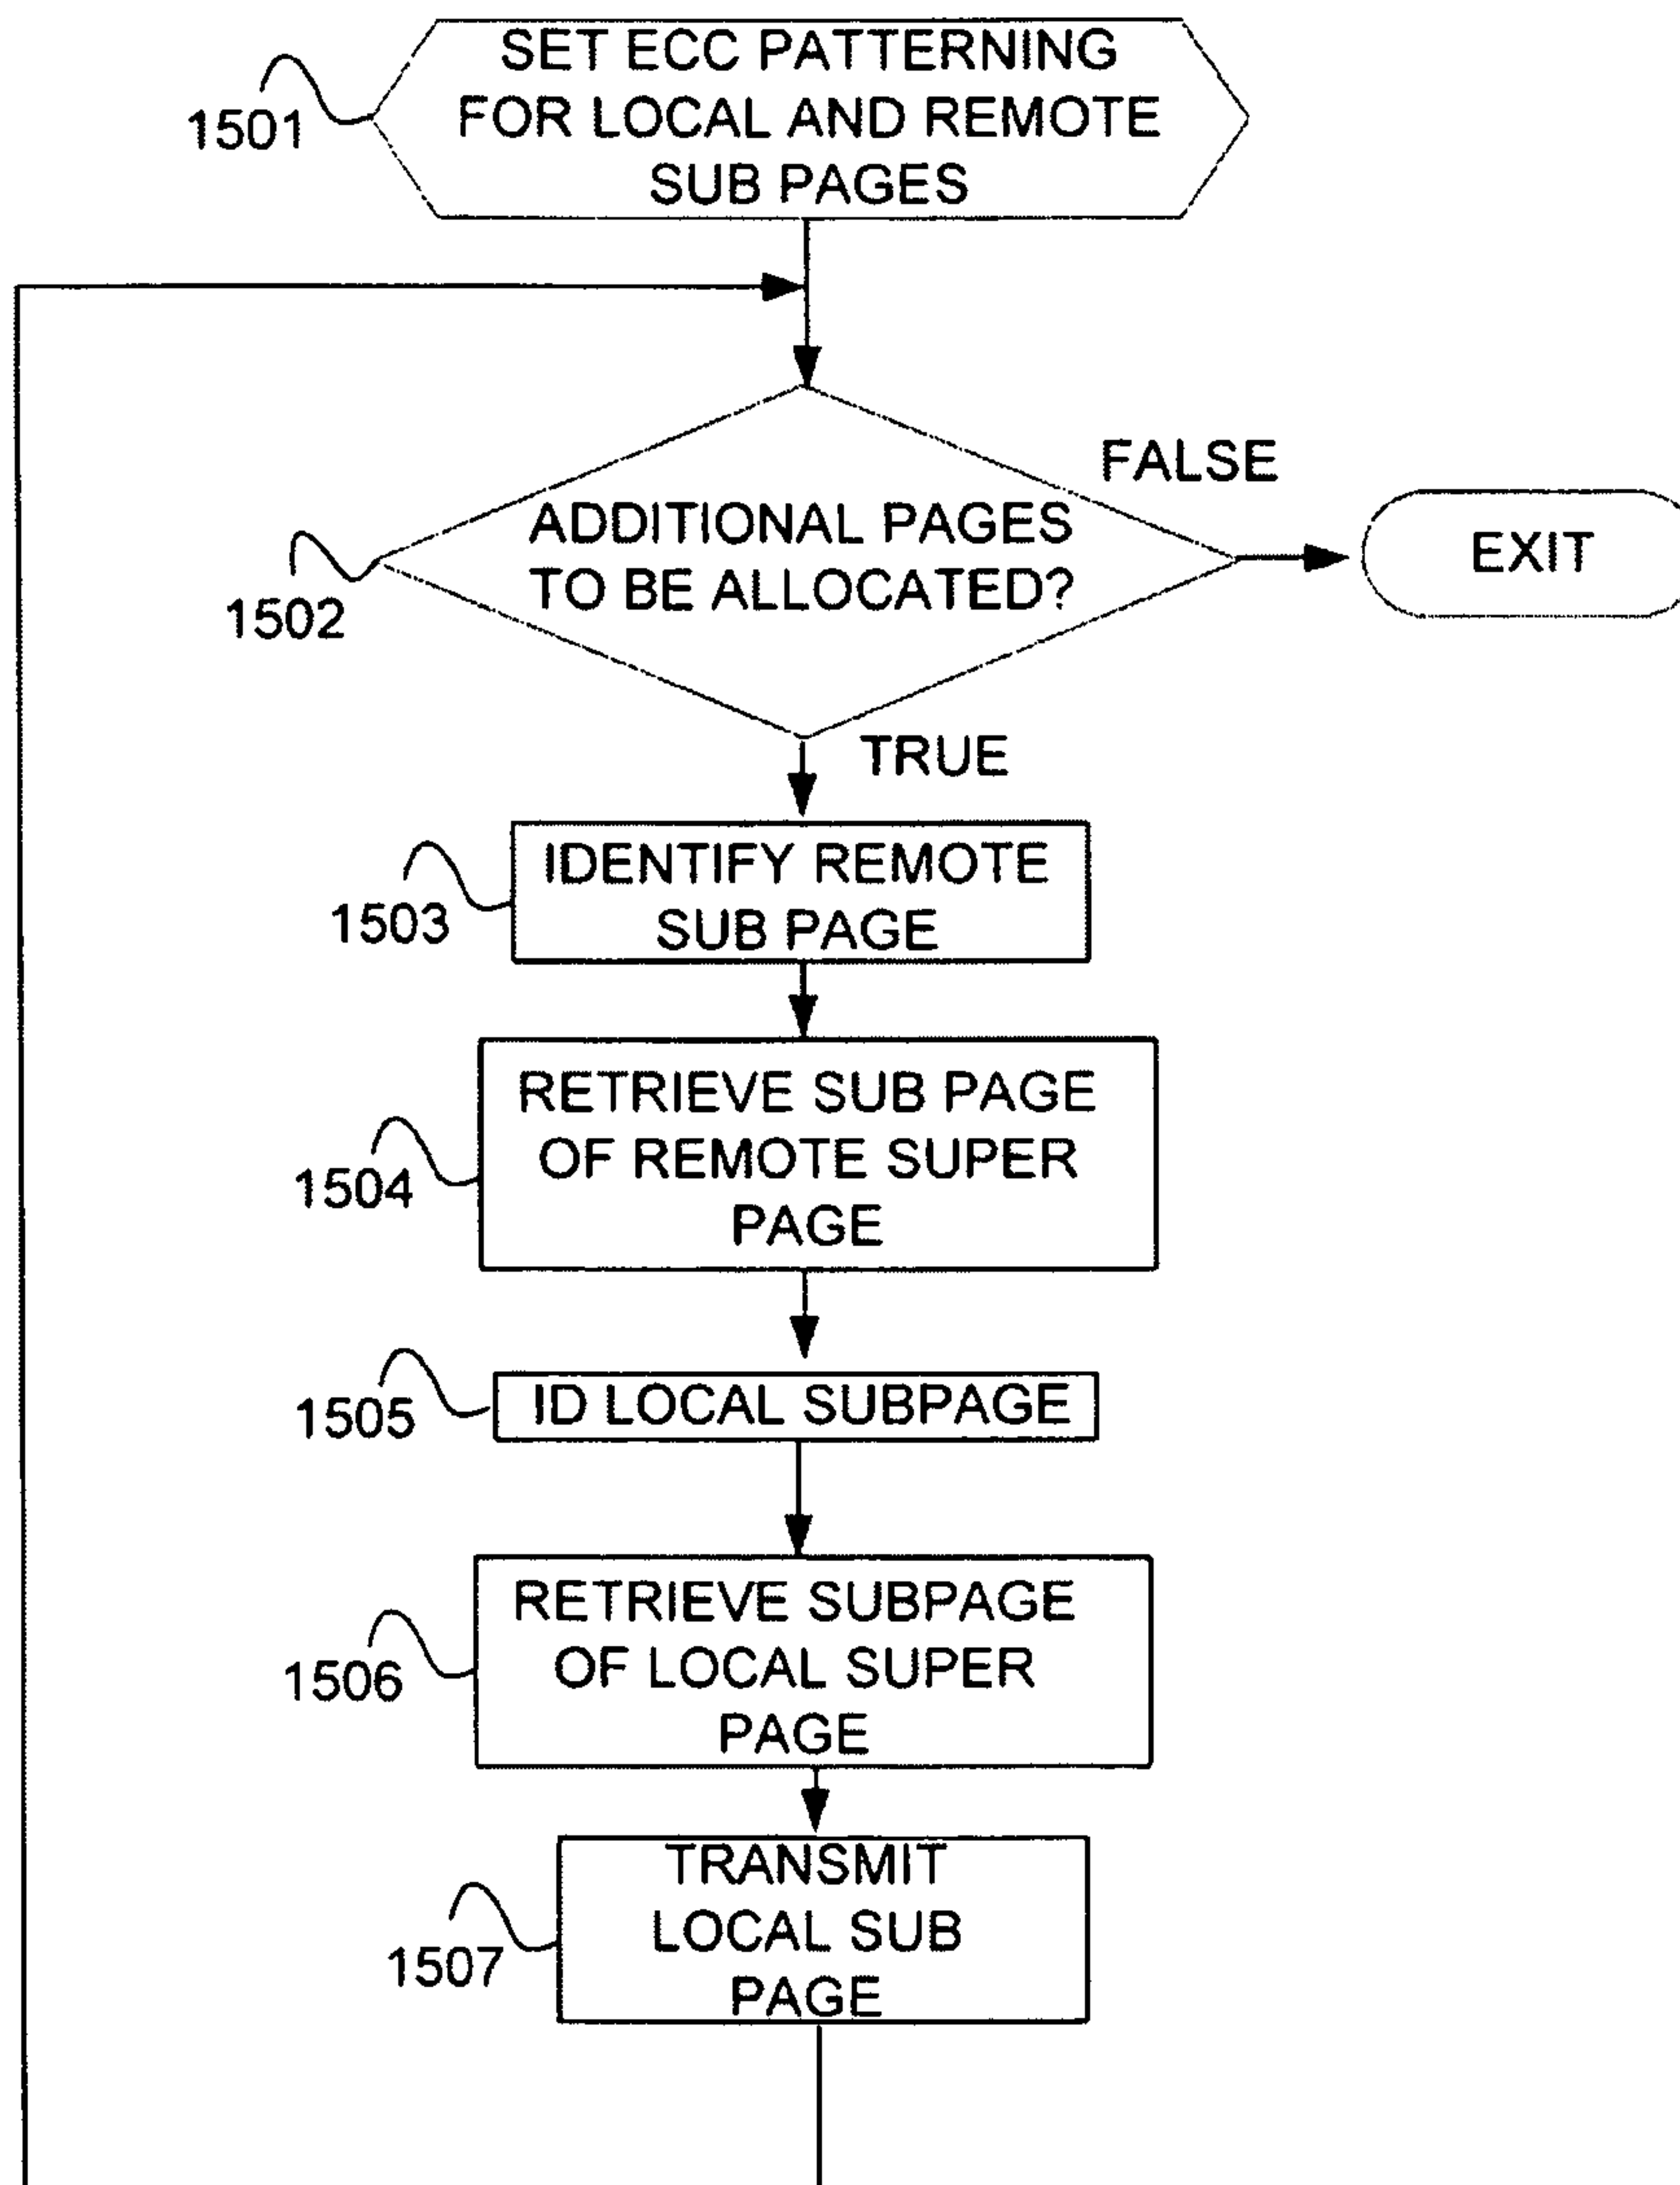 SET ECC PATTERNING
FOR LOCAL AND REMOTE
SUB PAGES
1501
FALSE
ADDITIONAL PAGES
TO BE ALLOCATED?
EXIT
1502
TRUE
IDENTIFY REMOTE
SUB PAGE
1503
RETRIEVE SUB PAGE
OF REMOTE SUPER
PAGE
1504
ID LOCAL SUBPAGE
1505
RETRIEVE SUBPAGE
OF LOCAL SUPER
PAGE
1506
TRANSMIT
LOCAL SUB
PAGE
1507